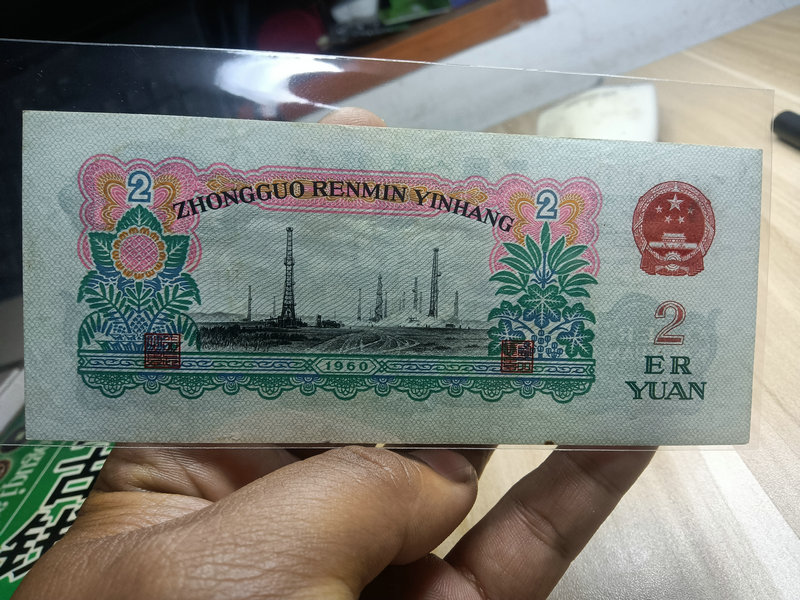 2
2
ZHONGGUO RENMIN YINHANG
2
ER
YUAN
1960